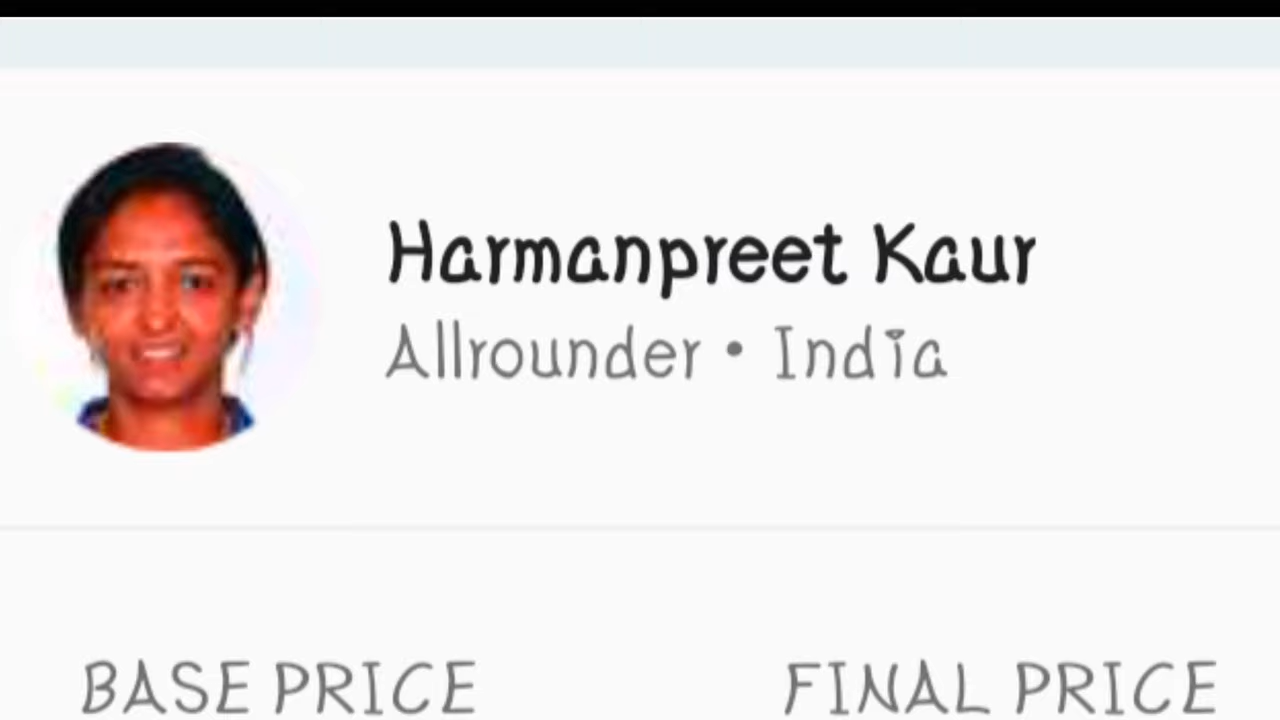 Harmanpreet Kaur
Allrounder • India
BASE PRICE
FINAL PRICE